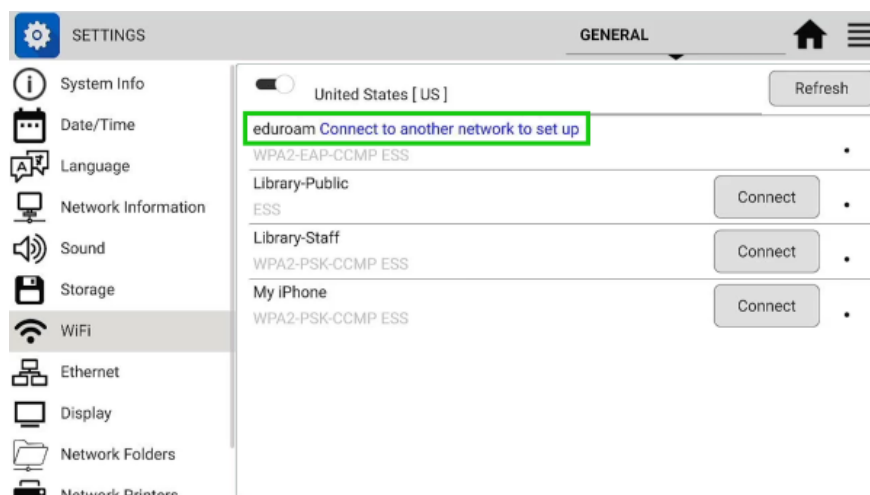 SETTINGS
GENERAL
System Info
Date/Time
Language
Network Information
Sound
Storage
WiFi
Ethernet
Display
Network Folders
Network Printers
United States [ US ]
Refresh
eduroam Connect to another network to set up
WPA2-EAP-CCMP ESS
Library-Public
ESS
Connect
Library-Staff
WPA2-PSK-CCMP ESS
Connect
My iPhone
WPA2-PSK-CCMP ESS
Connect